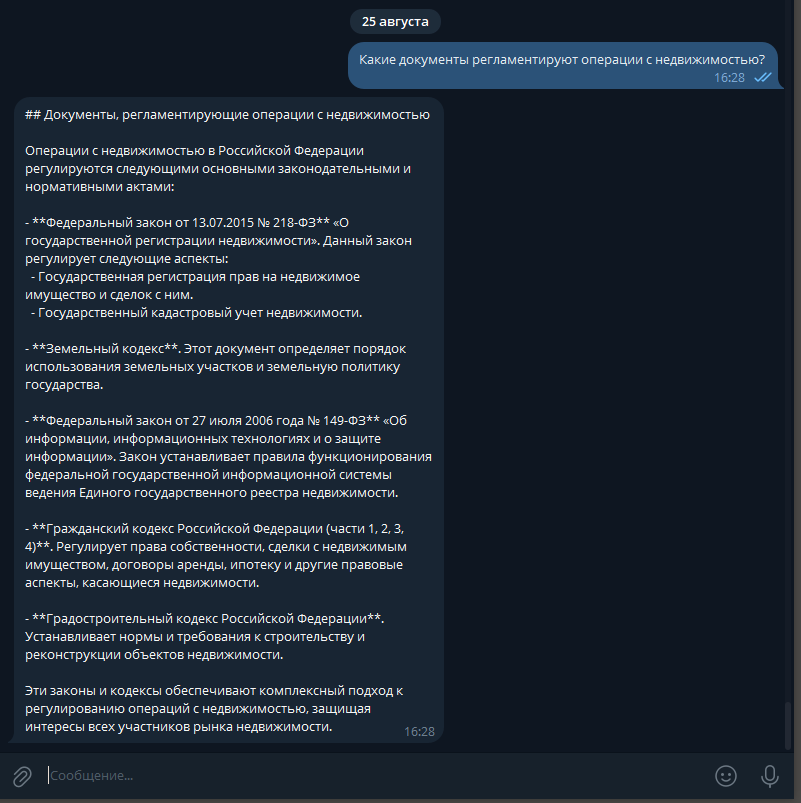 25 августа
Какие документы регламентируют операции с недвижимостью?
16:28
## Документы, регламентирующие операции с недвижимостью
Операции с недвижимостью в Российской Федерации
регулируются следующими основными законодательными и
нормативными актами:
- **Федеральный закон от 13.07.2015 № 218-ФЗ** «О
государственной регистрации недвижимости». Данный закон
регулирует следующие аспекты:
- Государственная регистрация прав на недвижимое
имущество и сделок с ним.
- Государственный кадастровый учет недвижимости.
- **Земельный кодекс**. Этот документ определяет порядок
использования земельных участков и земельную политику
государства.
- **Федеральный закон от 27 июля 2006 года № 149-ФЗ** «Об
информации, информационных технологиях и о защите
информации». Закон устанавливает правила функционирования
федеральной государственной информационной системы
ведения Единого государственного реестра недвижимости.
- **Гражданский кодекс Российской Федерации (части 1, 2, 3,
4)**. Регулирует права собственности, сделки с недвижимым
имуществом, договоры аренды, ипотеку и другие правовые
аспекты, касающиеся недвижимости.
- **Градостроительный кодекс Российской Федерации**.
Устанавливает нормы и требования к строительству и
реконструкции объектов недвижимости.
Эти законы и кодексы обеспечивают комплексный подход к
регулированию операций с недвижимостью, защищая
интересы всех участников рынка недвижимости.
16:28
Сообщение...